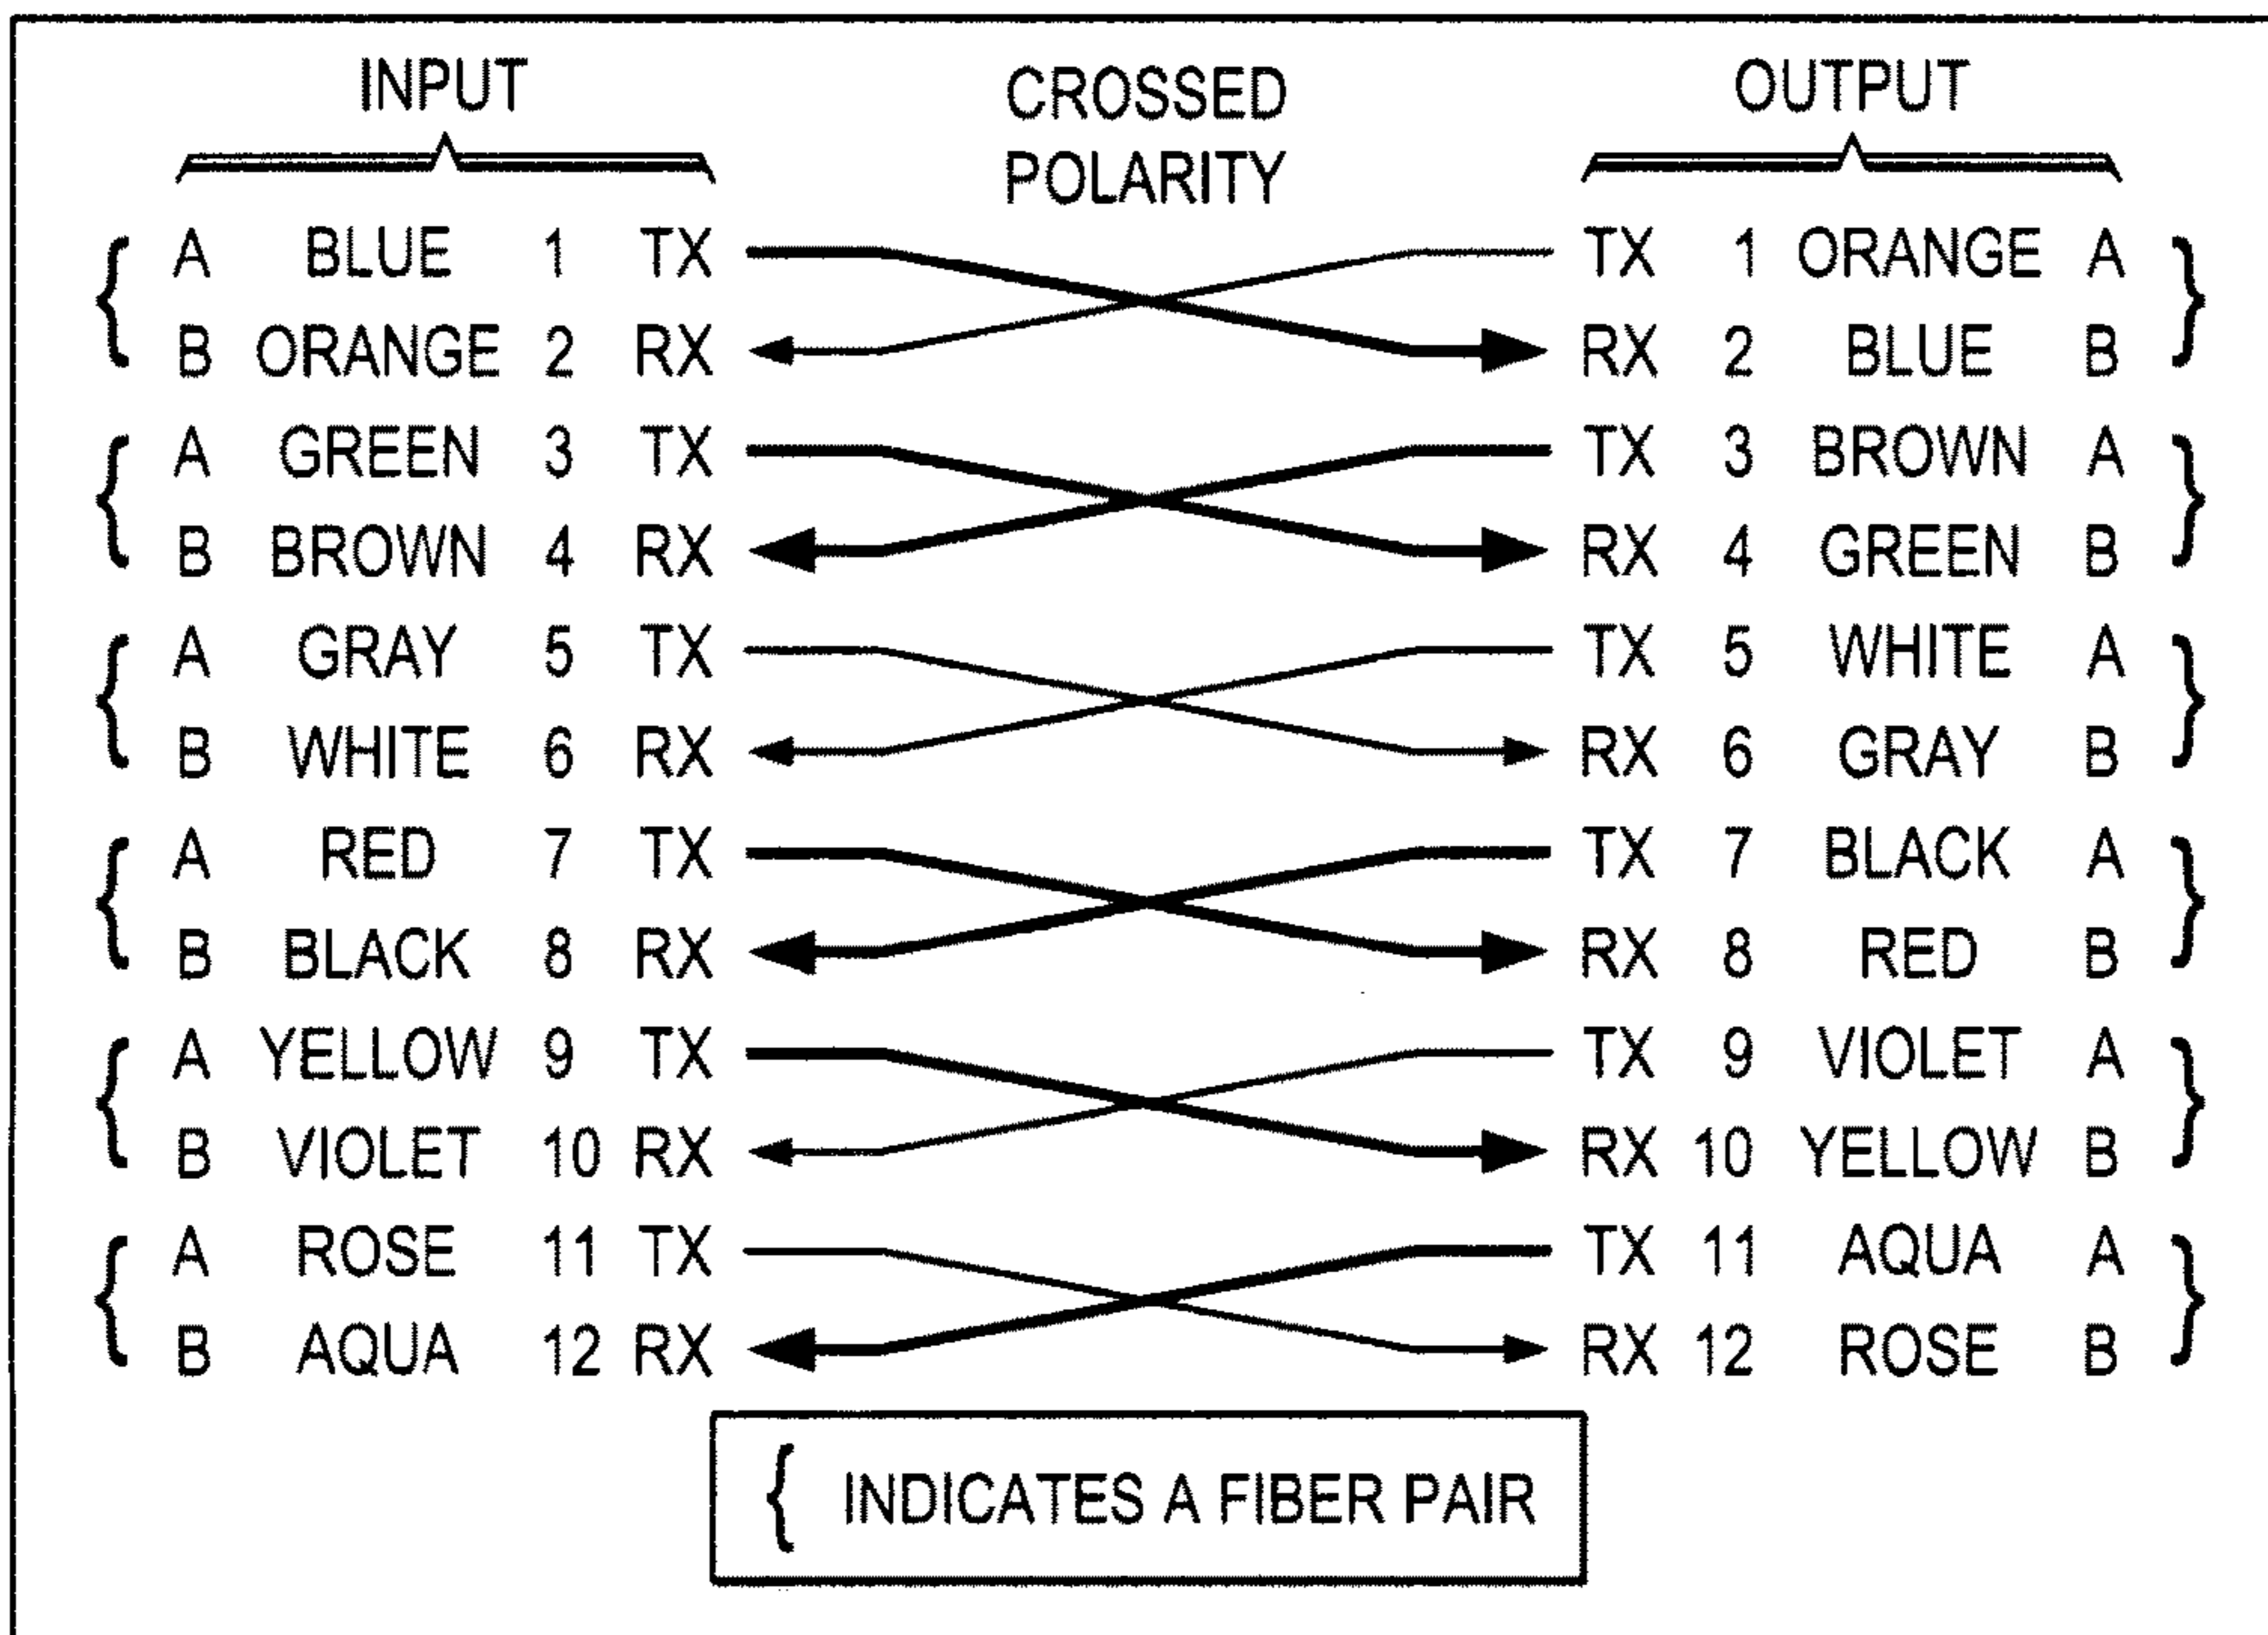 INPUT CROSSED POLARITY OUTPUT
A BLUE 1 TX TX 1 ORANGE A
B ORANGE 2 RX RX 2 BLUE B
A GREEN 3 TX TX 3 BROWN A
B BROWN 4 RX RX 4 GREEN B
A GRAY 5 TX TX 5 WHITE A
B WHITE 6 RX RX 6 GRAY B
A RED 7 TX TX 7 BLACK A
B BLACK 8 RX RX 8 RED B
A YELLOW 9 TX TX 9 VIOLET A
B VIOLET 10 RX RX 10 YELLOW B
A ROSE 11 TX TX 11 AQUA A
B AQUA 12 RX RX 12 ROSE B
{ INDICATES A FIBER PAIR